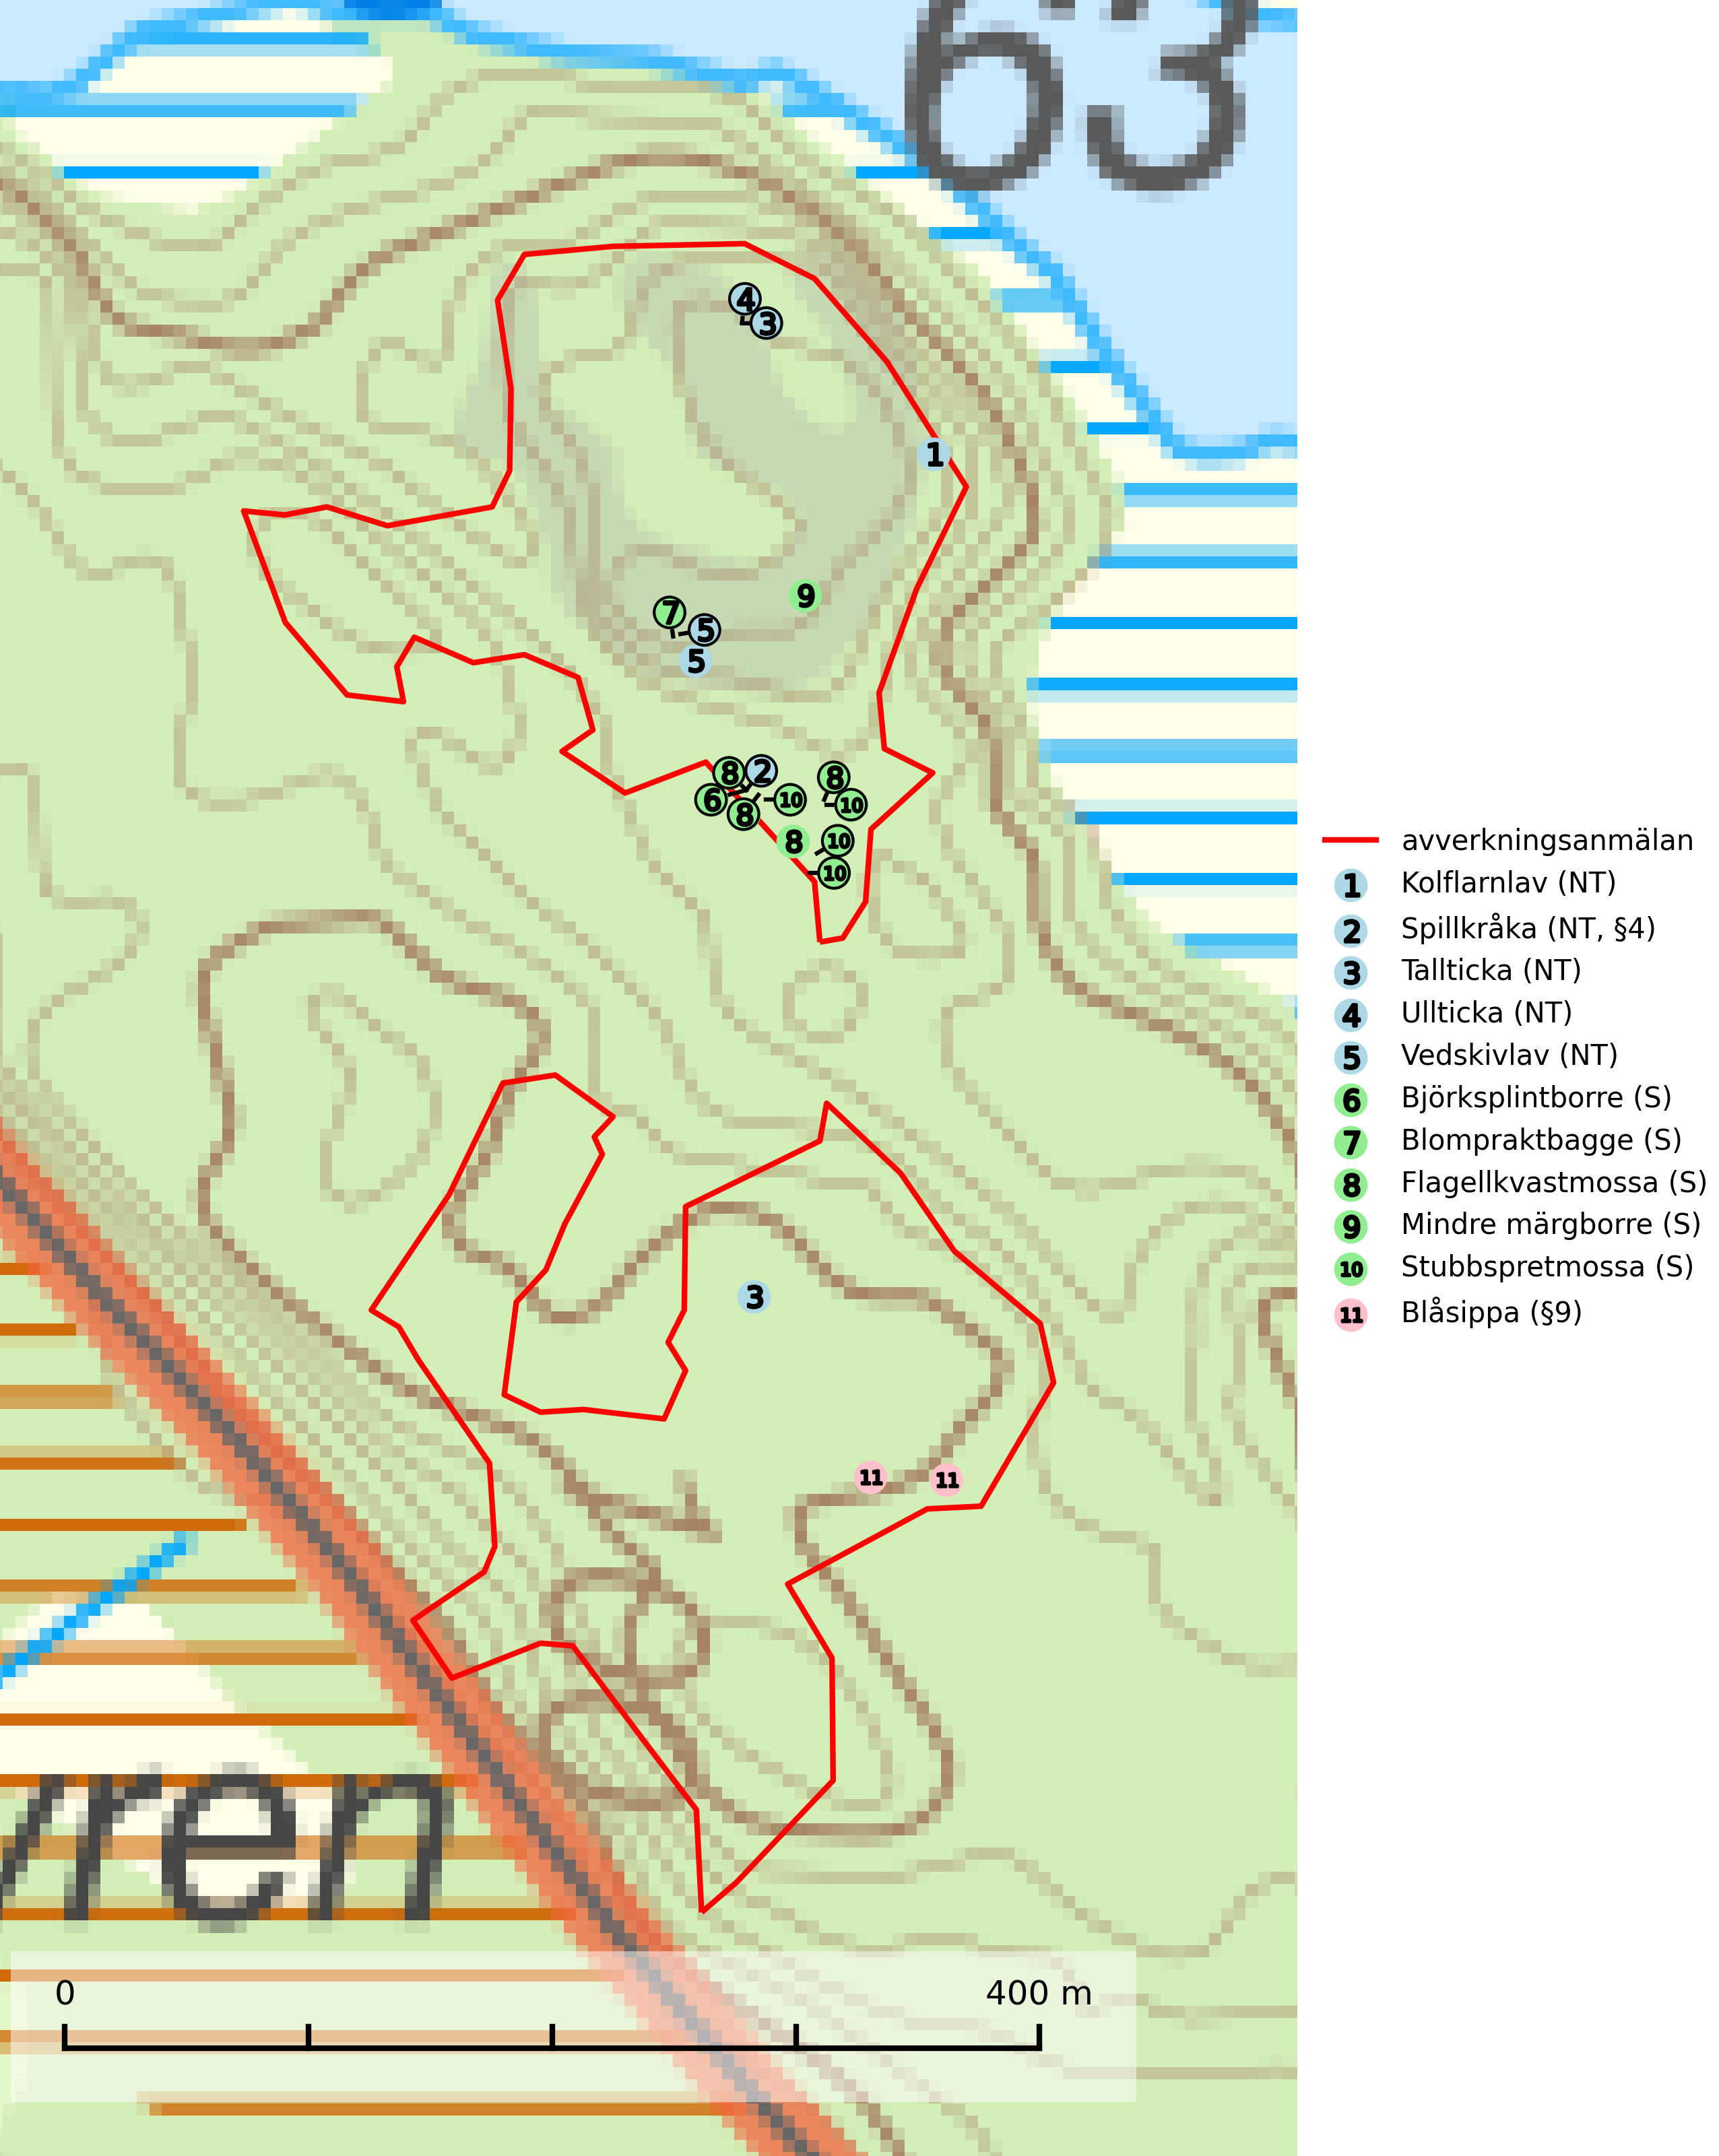 63
4
3
1
9
7
5
5
8 2 8
6 10 10
8
8 10
10
avverkningsanmälan
1 Kolflarnlav (NT)
2 Spillkråka (NT, §4)
3 Tallticka (NT)
4 Ullticka (NT)
5 Vedskivlav (NT)
6 Björksplintborre (S)
7 Blompraktbagge (S)
8 Flagellkvastmossa (S)
9 Mindre märgborre (S)
10 Stubbspretmossa (S)
11 Blåsippa (§9)
3
11 11
rren
0 400 m